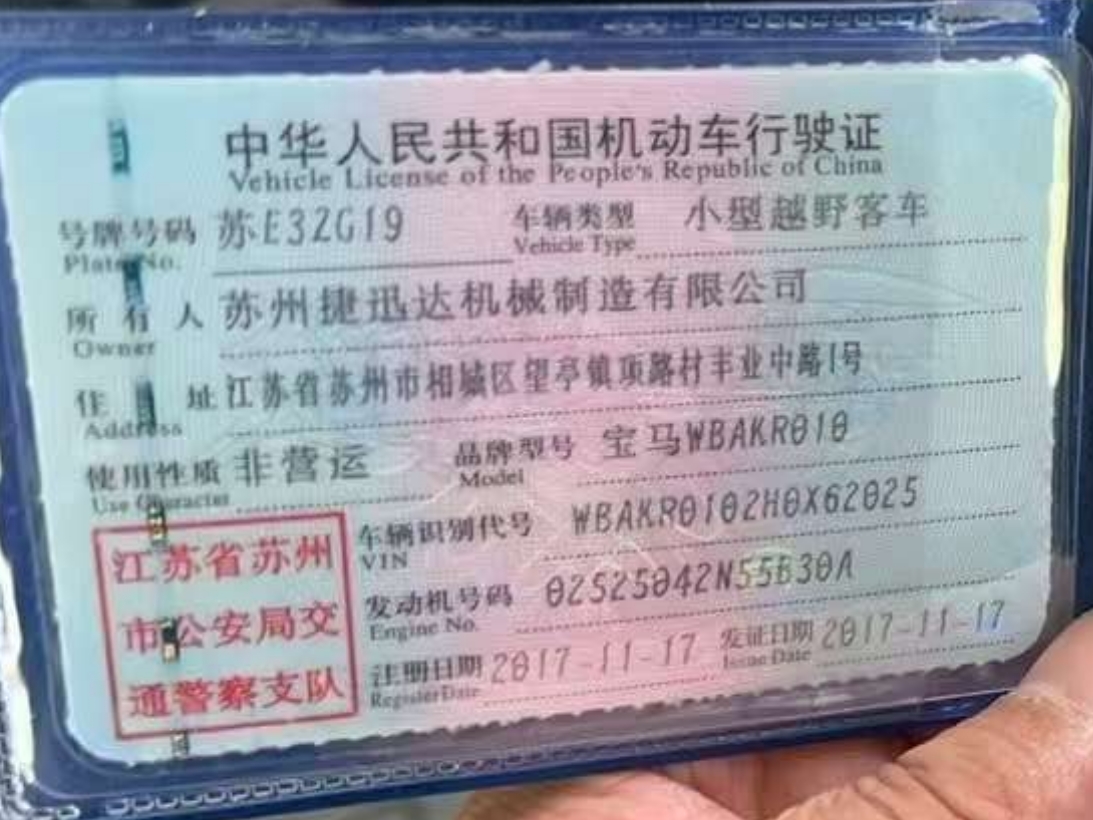 中华人民共和国机动车行驶证
Vehicle License of the People's Republic of China
号牌号码 苏E32G19 车辆类型 小型越野客车
Plate No. Vehicle Type
所有人 苏州捷迅达机械制造有限公司
Owner
住址 江苏省苏州市相城区望亭镇项路村丰业中路1号
Address
使用性质 非营运 品牌型号 宝马WBAKR010
Use Character Model
车辆识别代号 WBAKR0102H0X62025
VIN
发动机号码 02525042N55B30A
Engine No.
注册日期 2017-11-17 发证日期 2017-11-17
Register Date Issue Date
江苏省苏州
市公安局交
通警察支队